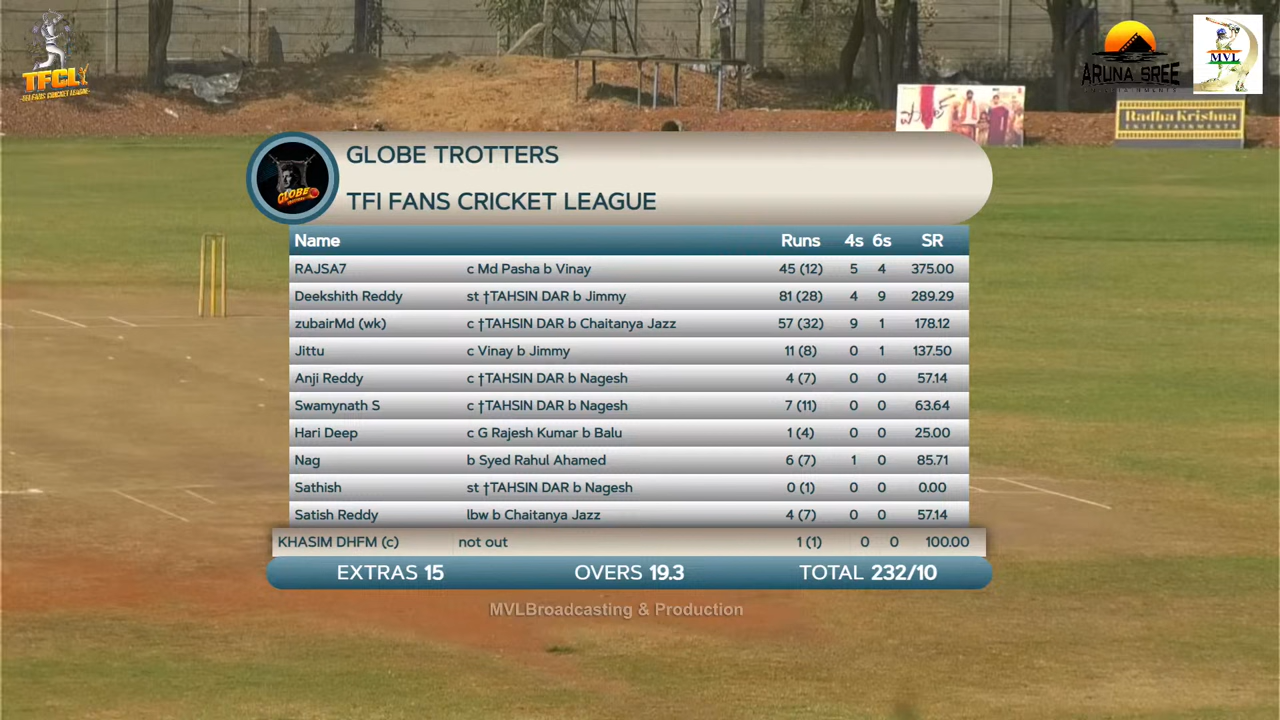 TFCL
TFI FANS CRICKET LEAGUE
ARUNA SREE
MVL
Radha Krishna
ENTERTAINMENTS
GLOBE TROTTERS
GLOBE
TFI FANS CRICKET LEAGUE
Name Runs 4s 6s SR
RAJSA7 c Md Pasha b Vinay 45 (12) 5 4 375.00
Deekshith Reddy st †TAHSIN DAR b Jimmy 81 (28) 4 9 289.29
zubairMd (wk) c †TAHSIN DAR b Chaitanya Jazz 57 (32) 9 1 178.12
Jittu c Vinay b Jimmy 11 (8) 0 1 137.50
Anji Reddy c †TAHSIN DAR b Nagesh 4 (7) 0 0 57.14
Swamynath S c †TAHSIN DAR b Nagesh 7 (11) 0 0 63.64
Hari Deep c G Rajesh Kumar b Balu 1 (4) 0 0 25.00
Nag b Syed Rahul Ahamed 6 (7) 1 0 85.71
Sathish st †TAHSIN DAR b Nagesh 0 (1) 0 0 0.00
Satish Reddy lbw b Chaitanya Jazz 4 (7) 0 0 57.14
KHASIM DHFM (c) not out 1 (1) 0 0 100.00
EXTRAS 15 OVERS 19.3 TOTAL 232/10
MVLBroadcasting & Production